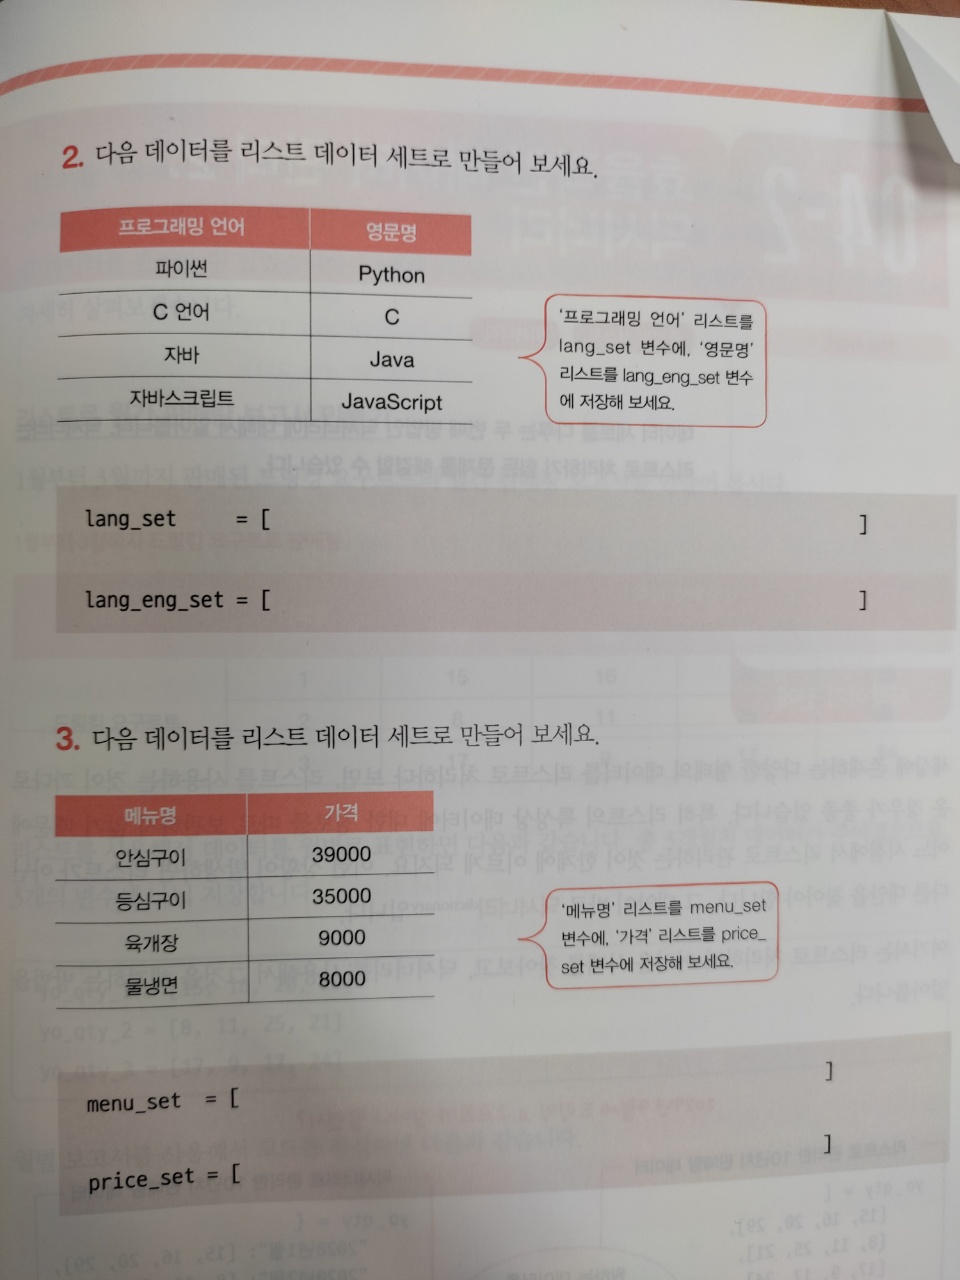 2. 다음 데이터를 리스트 데이터 세트로 만들어 보세요.
프로그래밍 언어 영문명
파이썬 Python
C 언어 C
자바 Java
자바스크립트 JavaScript
‘프로그래밍 언어’ 리스트를
lang_set 변수에, ‘영문명’
리스트를 lang_eng_set 변수
에 저장해 보세요.
lang_set = [ ]
lang_eng_set = [ ]
3. 다음 데이터를 리스트 데이터 세트로 만들어 보세요.
메뉴명 가격
안심구이 39000
등심구이 35000
육개장 9000
물냉면 8000
‘메뉴명’ 리스트를 menu_set
변수에, ‘가격’ 리스트를 price_
set 변수에 저장해 보세요.
menu_set = [ ]
price_set = [ ]